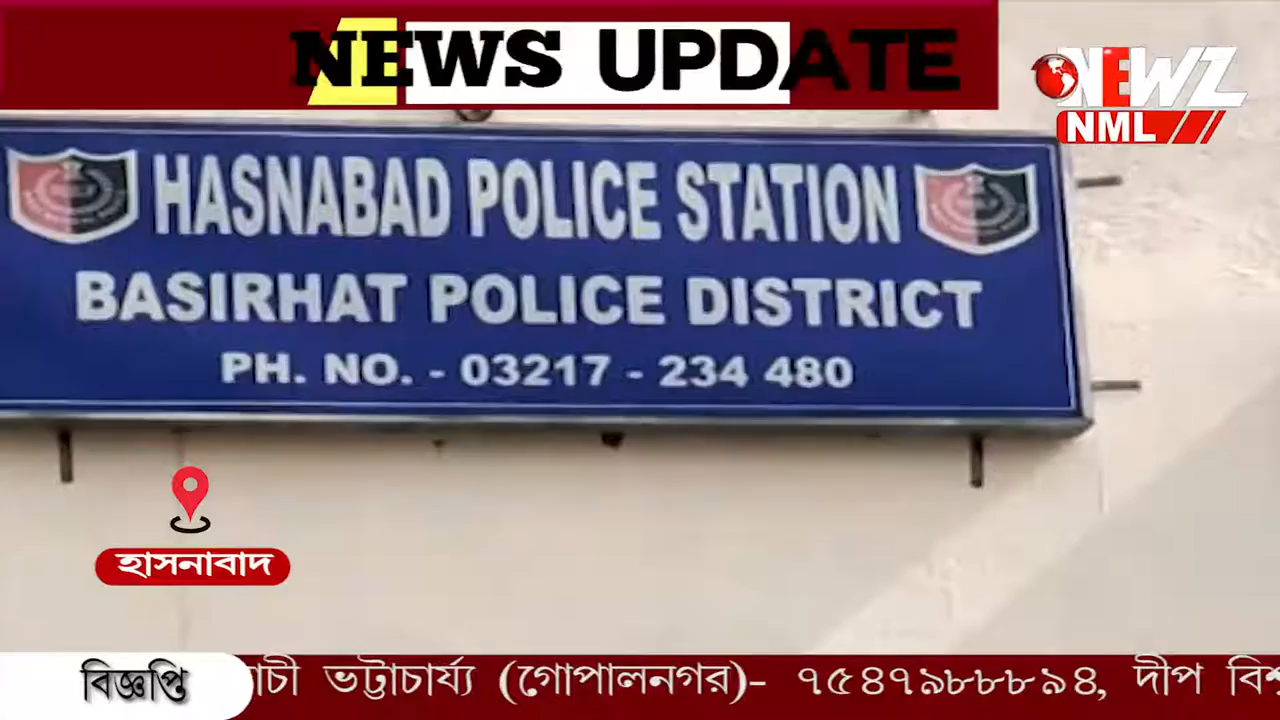 NEWS UPDATE
NEWZ
NML
HASNABAD POLICE STATION
BASIRHAT POLICE DISTRICT
PH. NO. - 03217 - 234 480
হাসনাবাদ
বিজ্ঞপ্তি
ভট্টাচার্য্য (গোপালনগর)- ৭৫৪৭৯৮৮৮৯৪, দীপ